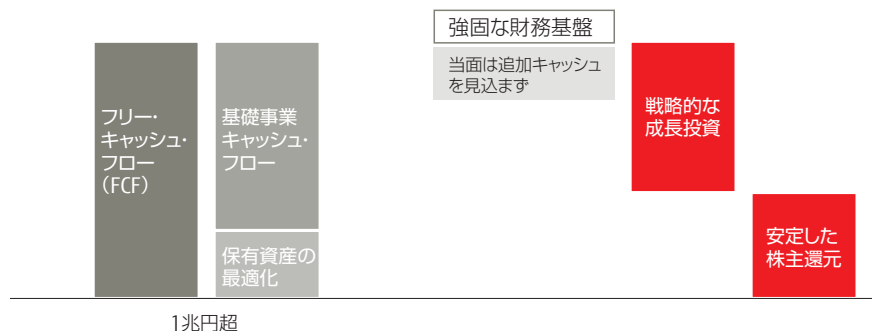 強固な財務基盤
当面は追加キャッシュ
を見込まず
フリー・
キャッシュ・
フロー
(FCF)
基礎事業
キャッシュ・
フロー
保有資産の
最適化
戦略的な
成長投資
安定した
株主還元
1兆円超